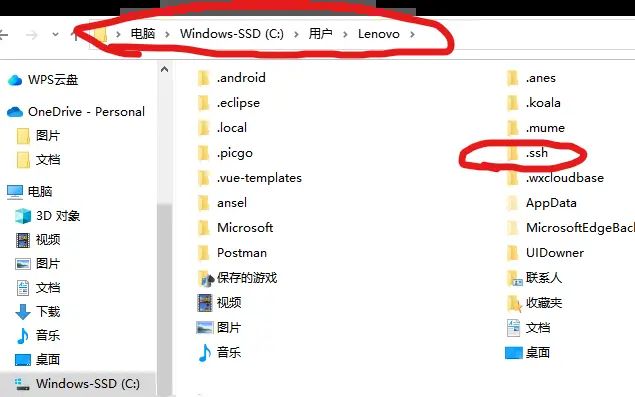 电脑 Windows-SSD (C:) 用户 Lenovo
WPS云盘
OneDrive - Personal
图片
文档
电脑
3D 对象
视频
图片
文档
下载
音乐
桌面
Windows-SSD (C:)
.android
.eclipse
.local
.picgo
.vue-templates
ansel
Microsoft
Postman
保存的游戏
视频
图片
音乐
.anes
.koala
.mume
.ssh
.wxcloudbase
AppData
MicrosoftEdgeBac
UIDowner
联系人
收藏夹
文档
桌面